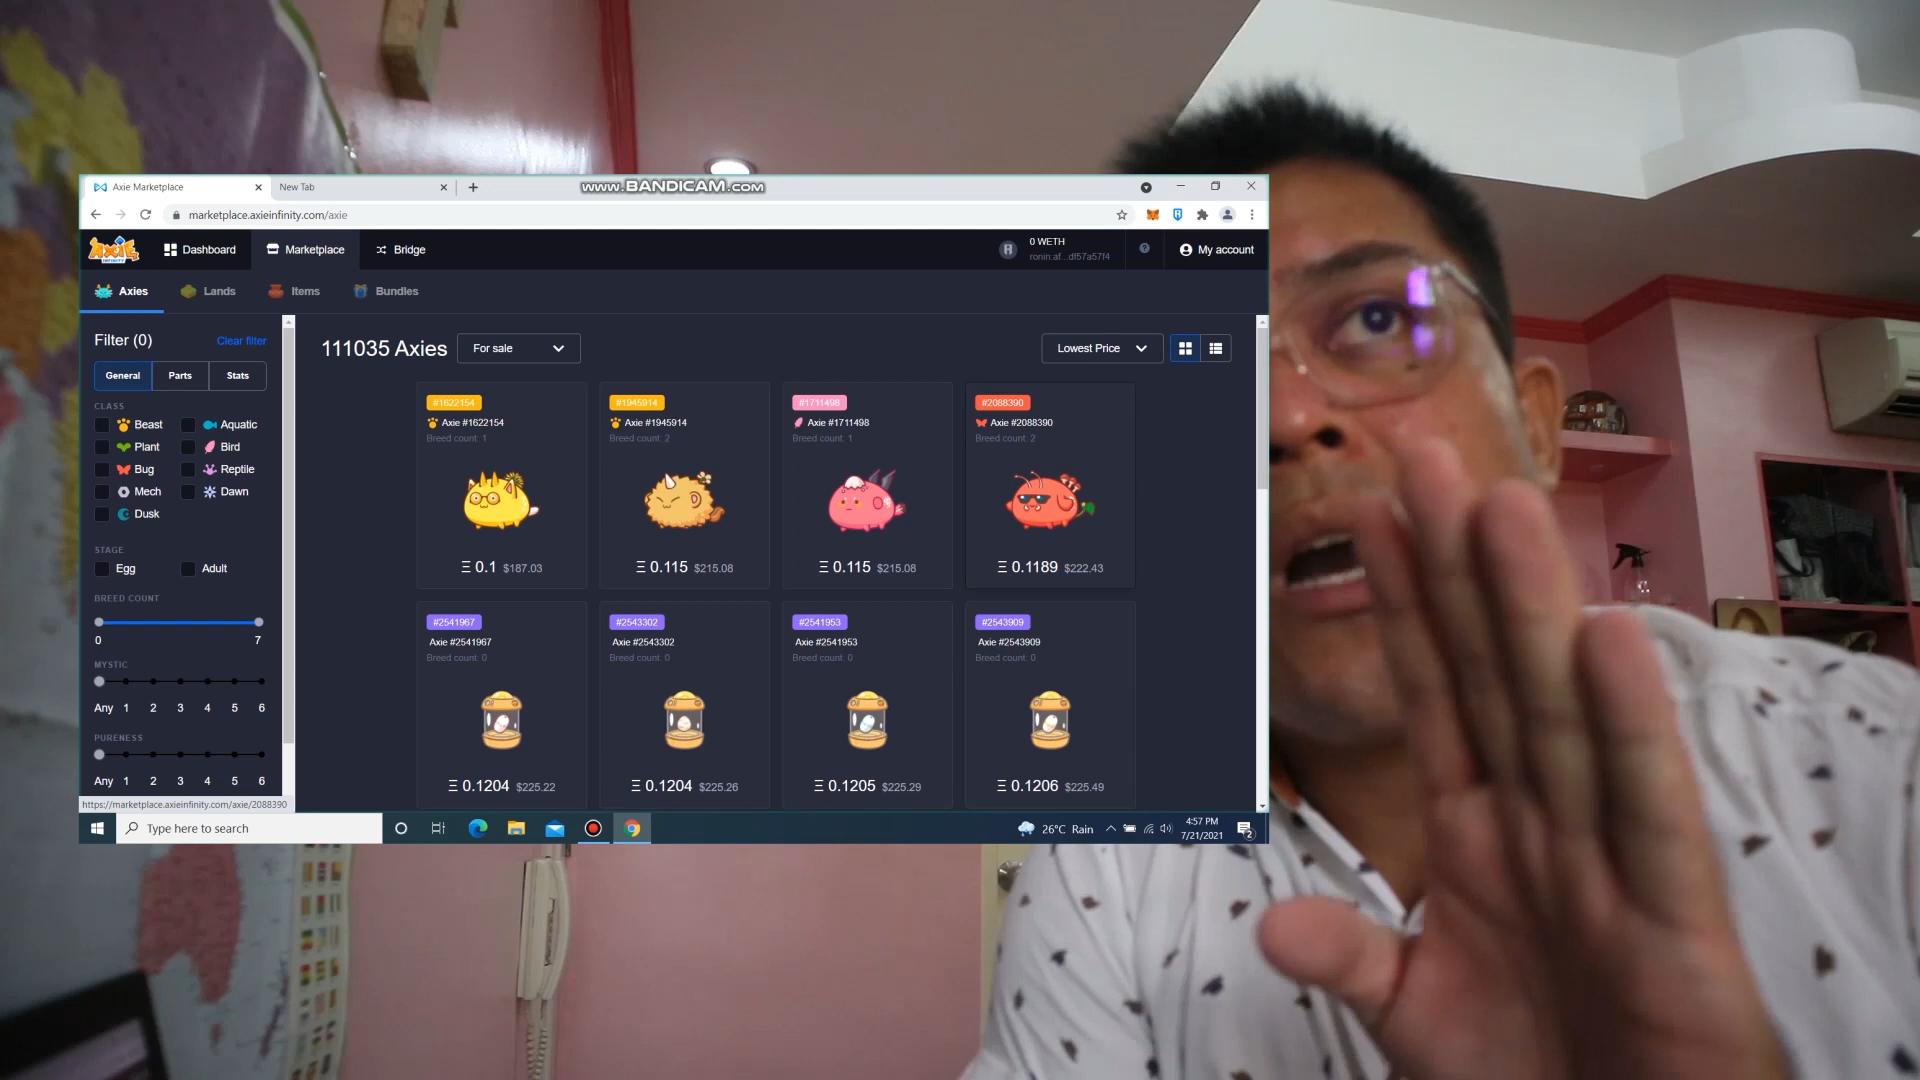 Axie Marketplace
New Tab
www.BANDICAM.com
marketplace.axieinfinity.com/axie
AXIE
INFINITY
Dashboard
Marketplace
Bridge
0 WETH
ronin:af...df57a57f4
My account
Axies
Lands
Items
Bundles
Filter (0)
Clear filter
General
Parts
Stats
CLASS
Beast
Aquatic
Plant
Bird
Bug
Reptile
Mech
Dawn
Dusk
STAGE
Egg
Adult
BREED COUNT
0
7
MYSTIC
Any 1 2 3 4 5 6
PURENESS
Any 1 2 3 4 5 6
https://marketplace.axieinfinity.com/axie/2088390
111035 Axies
For sale
Lowest Price
#1622154
Axie #1622154
Breed count: 1
Ξ 0.1 $187.03
#1945914
Axie #1945914
Breed count: 2
Ξ 0.115 $215.08
#1711498
Axie #1711498
Breed count: 1
Ξ 0.115 $215.08
#2088390
Axie #2088390
Breed count: 2
Ξ 0.1189 $222.43
#2541967
Axie #2541967
Breed count: 0
Ξ 0.1204 $225.22
#2543302
Axie #2543302
Breed count: 0
Ξ 0.1204 $225.26
#2541953
Axie #2541953
Breed count: 0
Ξ 0.1205 $225.29
#2543909
Axie #2543909
Breed count: 0
Ξ 0.1206 $225.49
Type here to search
26°C Rain
4:57 PM
7/21/2021
2